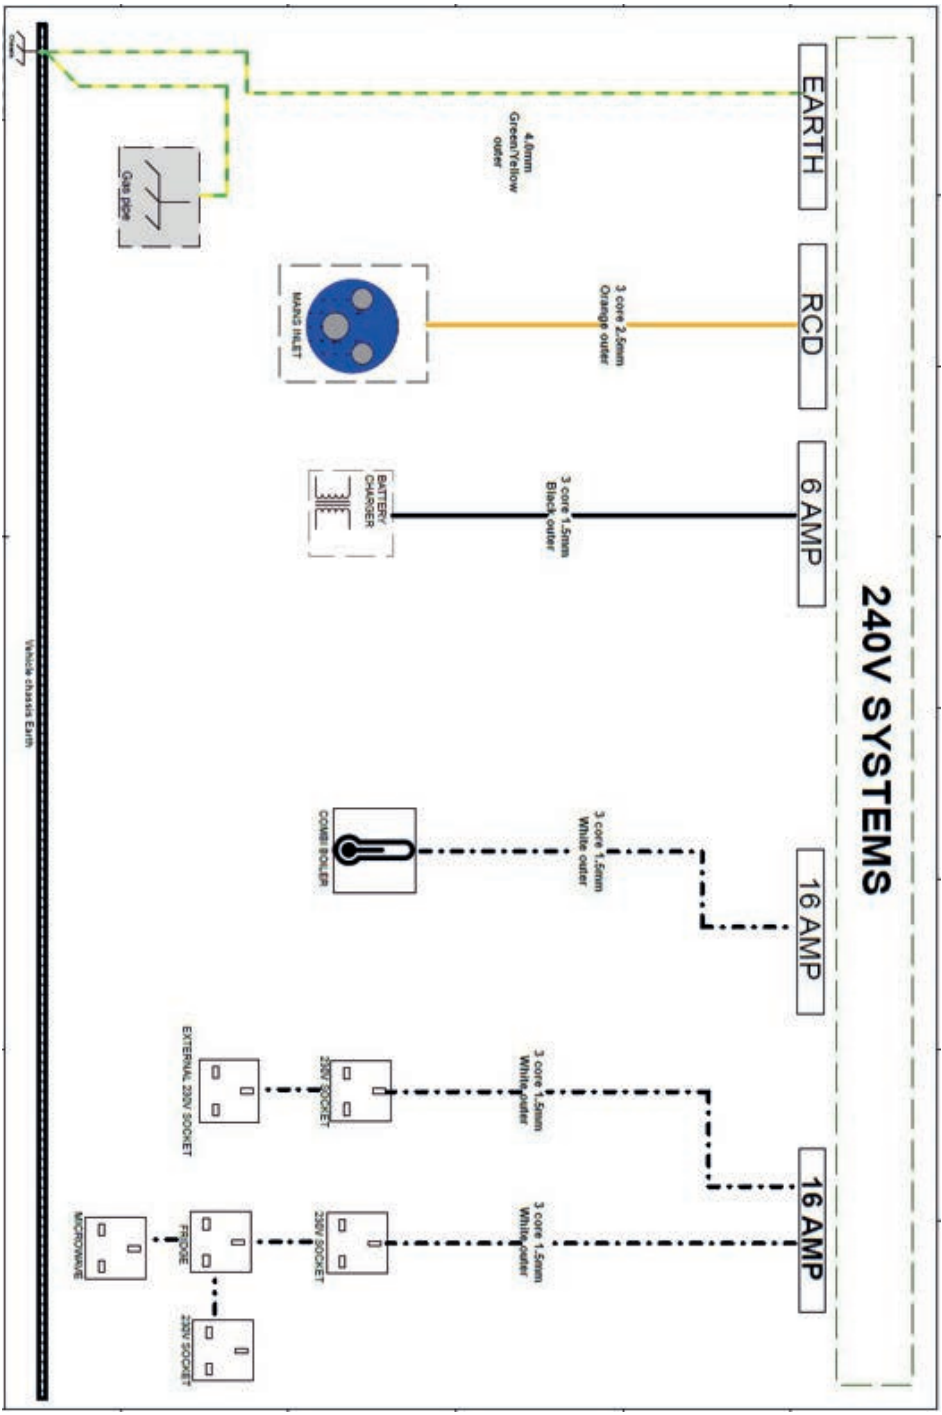 240V SYSTEMS
EARTH
RCD
6 AMP
16 AMP
16 AMP
4.0mm
Green/Yellow
outer
3 core 2.5mm
Orange outer
3 core 1.5mm
Black outer
3 core 1.5mm
White outer
3 core 1.5mm
White outer
3 core 1.5mm
White outer
Gas pipe
MAINS INLET
BATTERY
CHARGER
COMBI BOILER
230V SOCKET
EXTERNAL 230V SOCKET
230V SOCKET
FRIDGE
MICROWAVE
230V SOCKET
Chassis
Vehicle chassis Earth